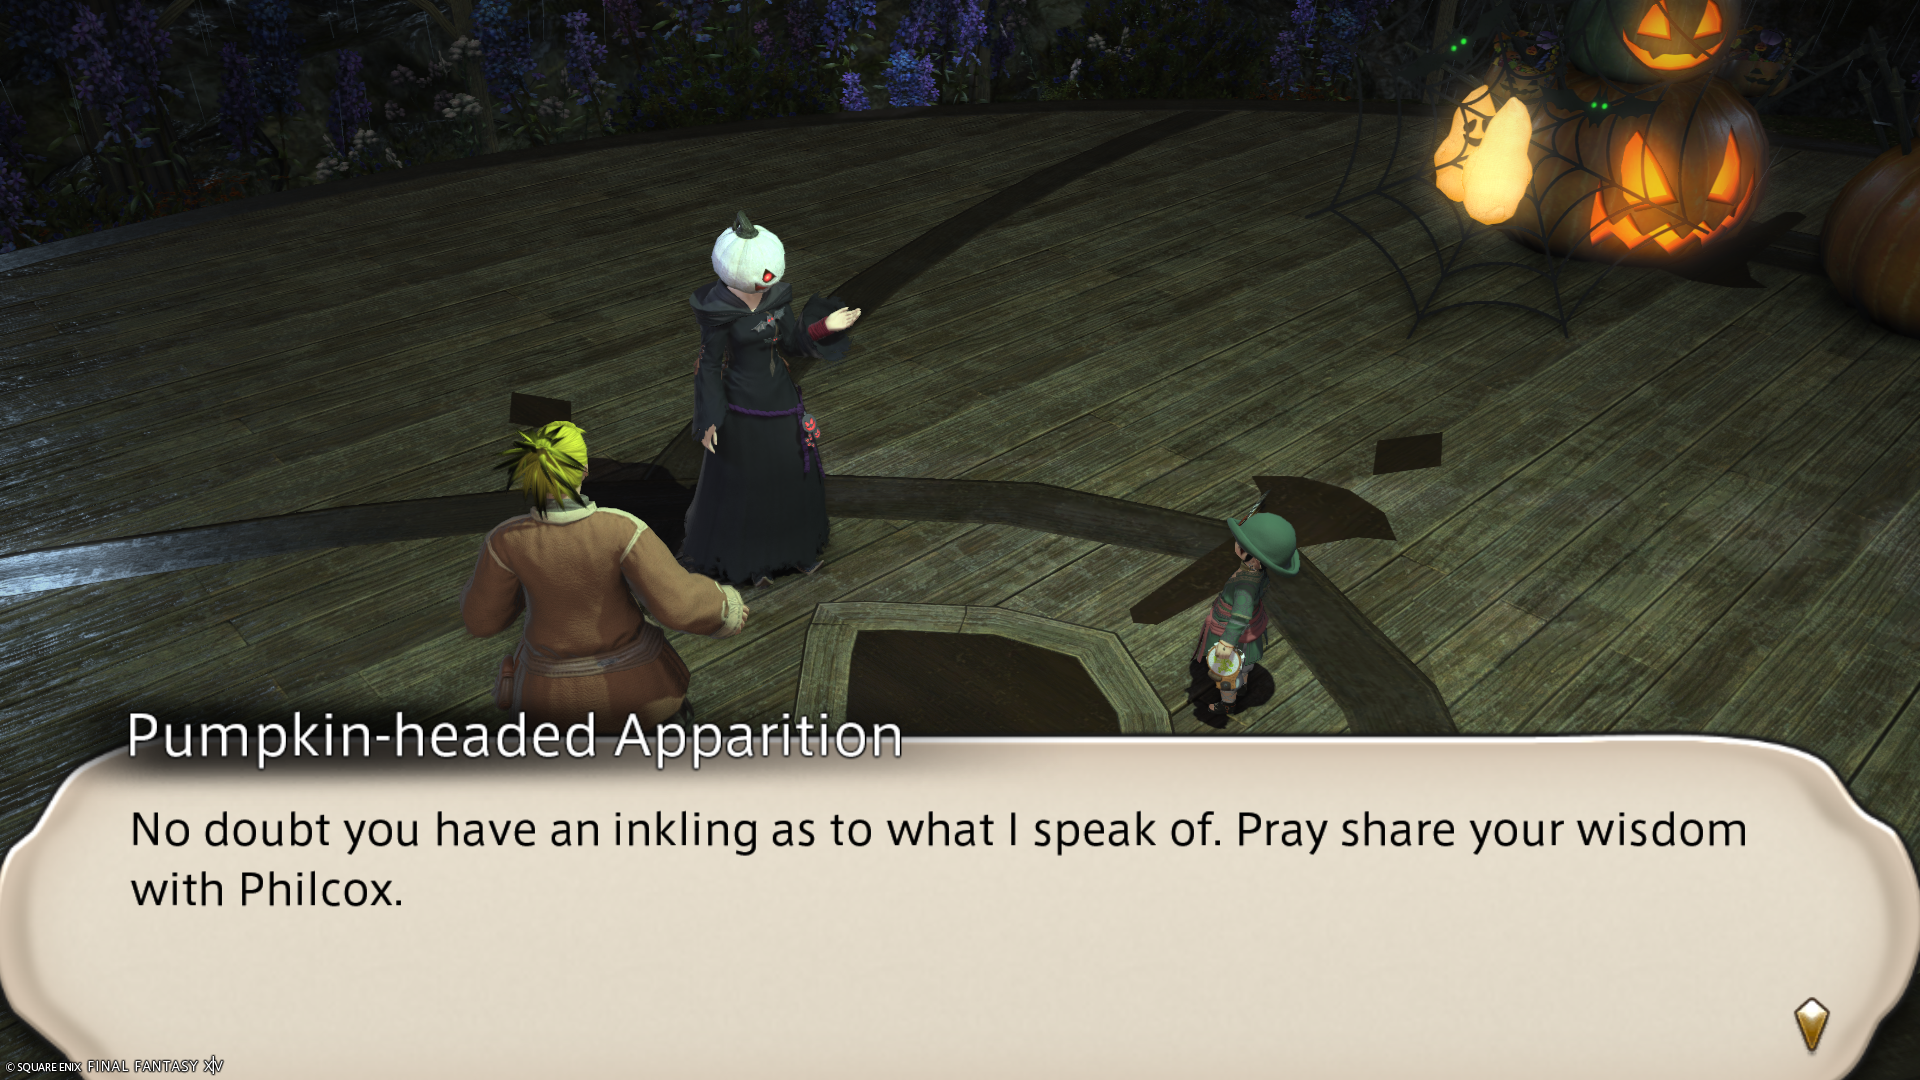 Pumpkin-headed Apparition
No doubt you have an inkling as to what I speak of. Pray share your wisdom
with Philcox.
© SQUARE ENIX FINAL FANTASY XIV